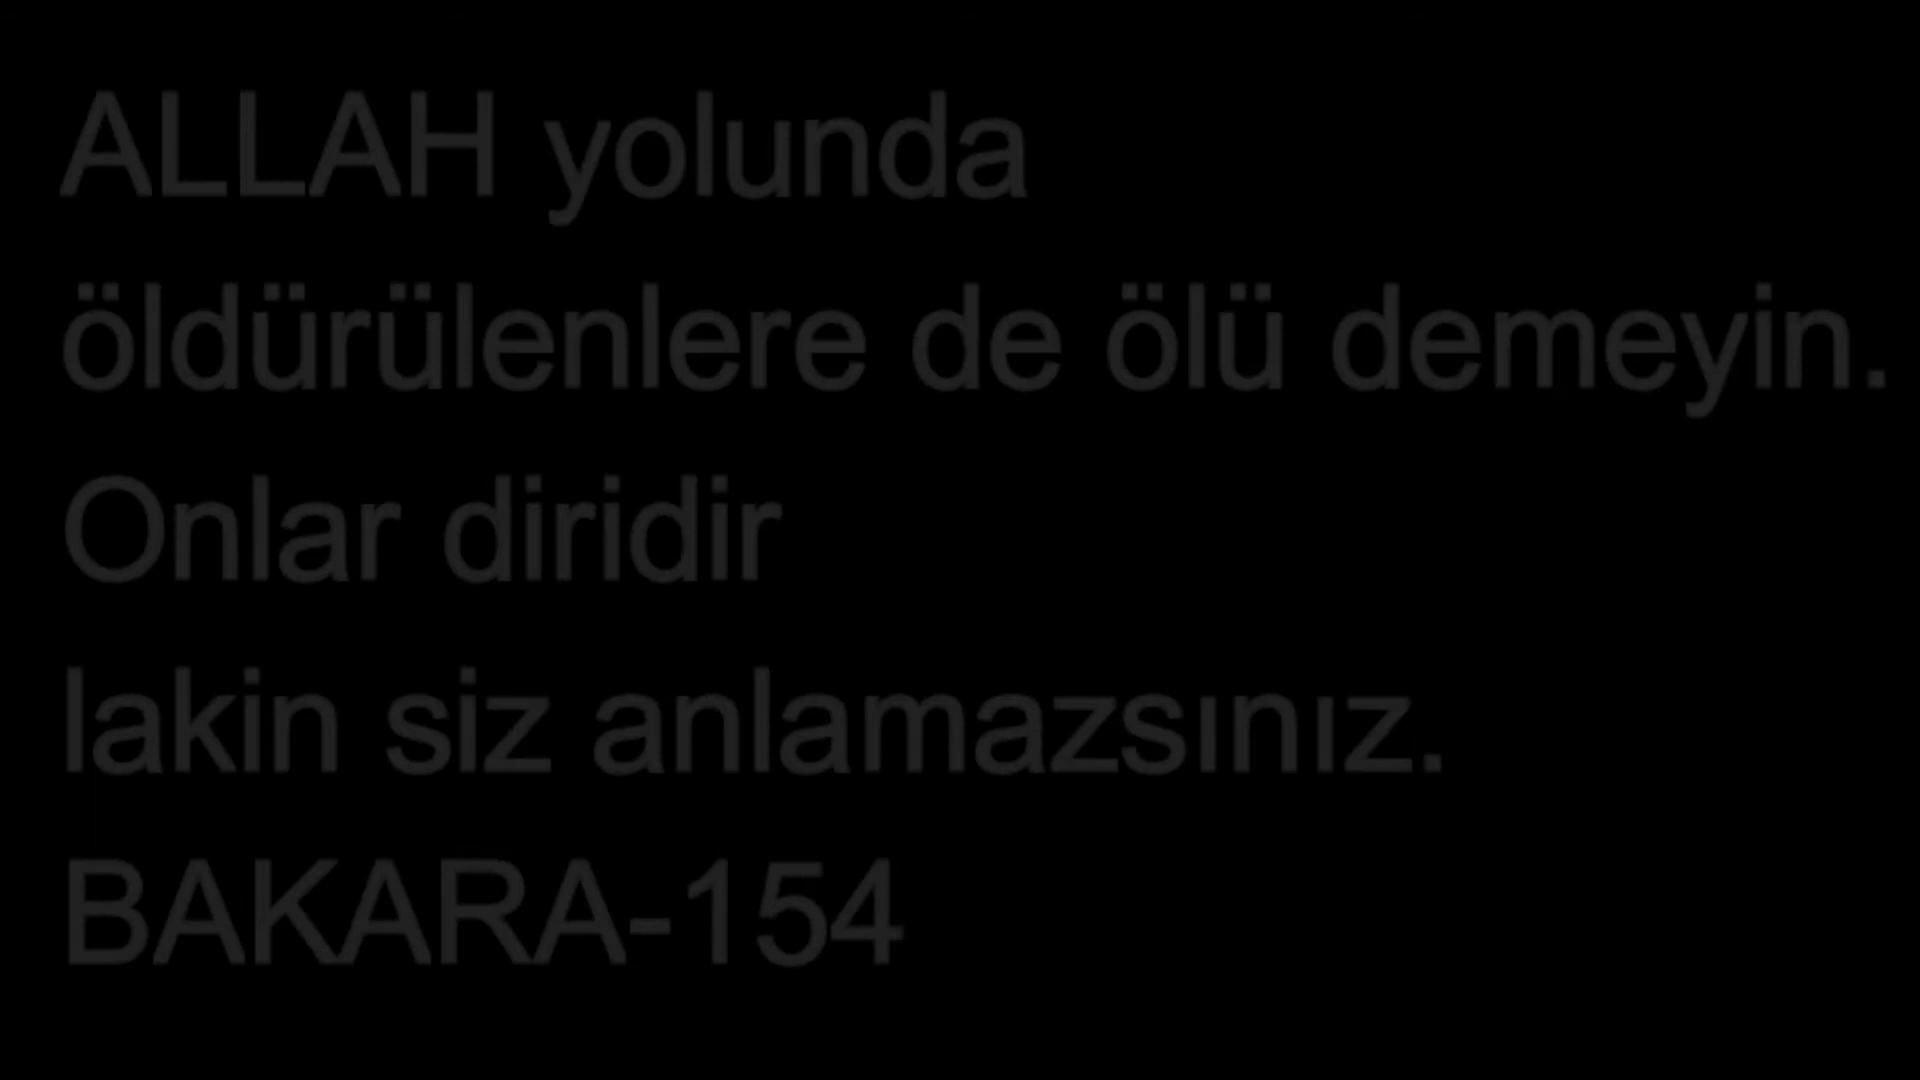 ALLAH yolunda
öldürülenlere de ölü demeyin.
Onlar diridir
lakin siz anlamazsınız.
BAKARA-154